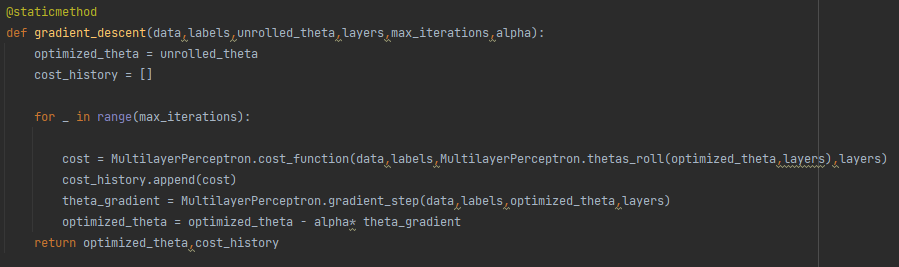 @staticmethod
def gradient_descent(data,labels,unrolled_theta,layers,max_iterations,alpha):
    optimized_theta = unrolled_theta
    cost_history = []
    for _ in range(max_iterations):
        cost = MultilayerPerceptron.cost_function(data,labels,MultilayerPerceptron.thetas_roll(optimized_theta,layers),layers)
        cost_history.append(cost)
        theta_gradient = MultilayerPerceptron.gradient_step(data,labels,optimized_theta,layers)
        optimized_theta = optimized_theta - alpha* theta_gradient
    return optimized_theta,cost_history